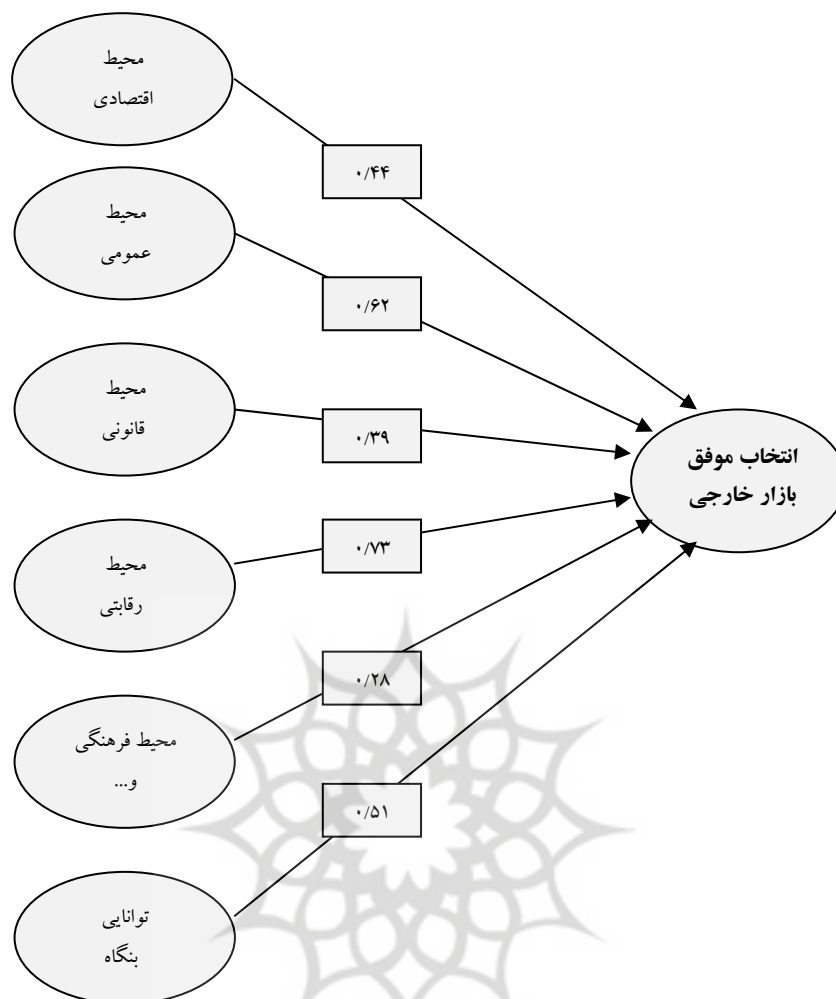 محیط
اقتصادی
۰/۴۴
محیط
عمومی
۰/۶۲
محیط
قانونی
۰/۳۹
انتخاب موفق
بازار خارجی
محیط
رقابتی
۰/۷۳
محیط فرهنگی
و...
۰/۲۸
توانایی
بنگاه
۰/۵۱